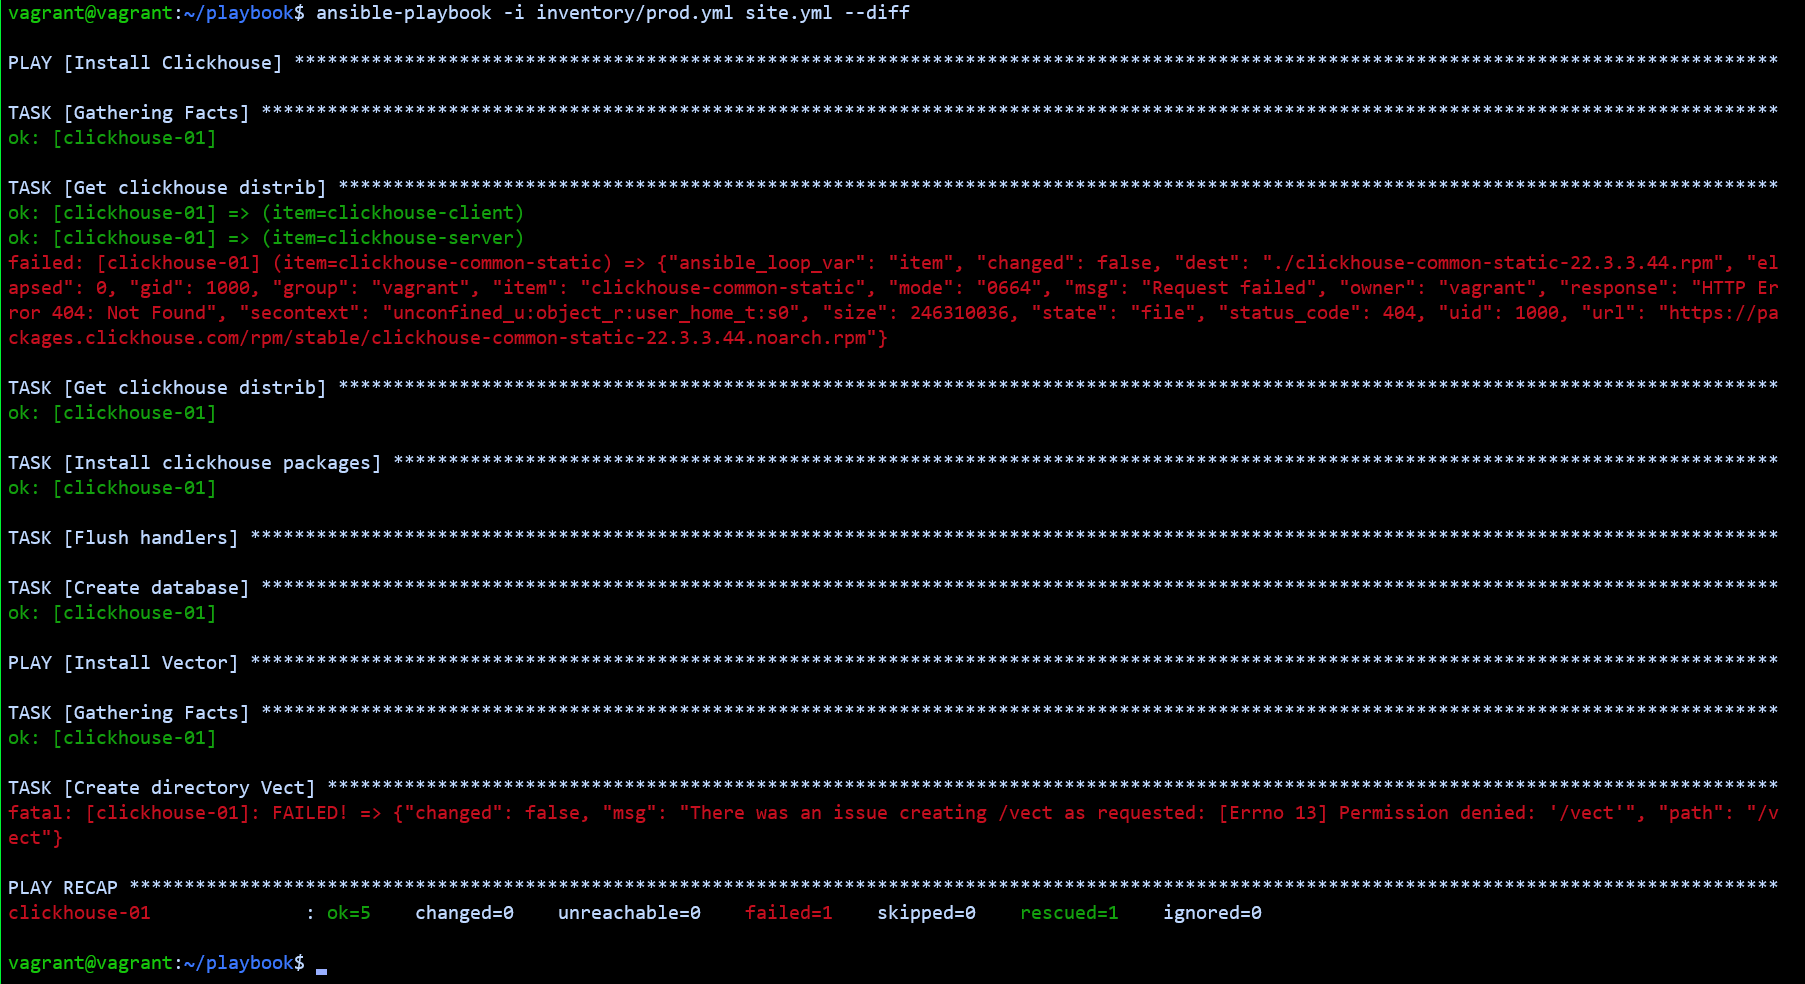 vagrant@vagrant:~/playbook$ ansible-playbook -i inventory/prod.yml site.yml --diff
PLAY [Install Clickhouse] ***************************************************************************************************************************************
TASK [Gathering Facts] ******************************************************************************************************************************************
ok: [clickhouse-01]
TASK [Get clickhouse distrib] ***********************************************************************************************************************************
ok: [clickhouse-01] => (item=clickhouse-client)
ok: [clickhouse-01] => (item=clickhouse-server)
failed: [clickhouse-01] (item=clickhouse-common-static) => {"ansible_loop_var": "item", "changed": false, "dest": "./clickhouse-common-static-22.3.3.44.rpm", "el
apsed": 0, "gid": 1000, "group": "vagrant", "item": "clickhouse-common-static", "mode": "0664", "msg": "Request failed", "owner": "vagrant", "response": "HTTP Er
ror 404: Not Found", "secontext": "unconfined_u:object_r:user_home_t:s0", "size": 246310036, "state": "file", "status_code": 404, "uid": 1000, "url": "https://pa
ckages.clickhouse.com/rpm/stable/clickhouse-common-static-22.3.3.44.noarch.rpm"}
TASK [Get clickhouse distrib] ***********************************************************************************************************************************
ok: [clickhouse-01]
TASK [Install clickhouse packages] ******************************************************************************************************************************
ok: [clickhouse-01]
TASK [Flush handlers] *******************************************************************************************************************************************
TASK [Create database] ******************************************************************************************************************************************
ok: [clickhouse-01]
PLAY [Install Vector] *******************************************************************************************************************************************
TASK [Gathering Facts] ******************************************************************************************************************************************
ok: [clickhouse-01]
TASK [Create directory Vect] ************************************************************************************************************************************
fatal: [clickhouse-01]: FAILED! => {"changed": false, "msg": "There was an issue creating /vect as requested: [Errno 13] Permission denied: '/vect'", "path": "/v
ect"}
PLAY RECAP ******************************************************************************************************************************************************
clickhouse-01 : ok=5 changed=0 unreachable=0 failed=1 skipped=0 rescued=1 ignored=0
vagrant@vagrant:~/playbook$